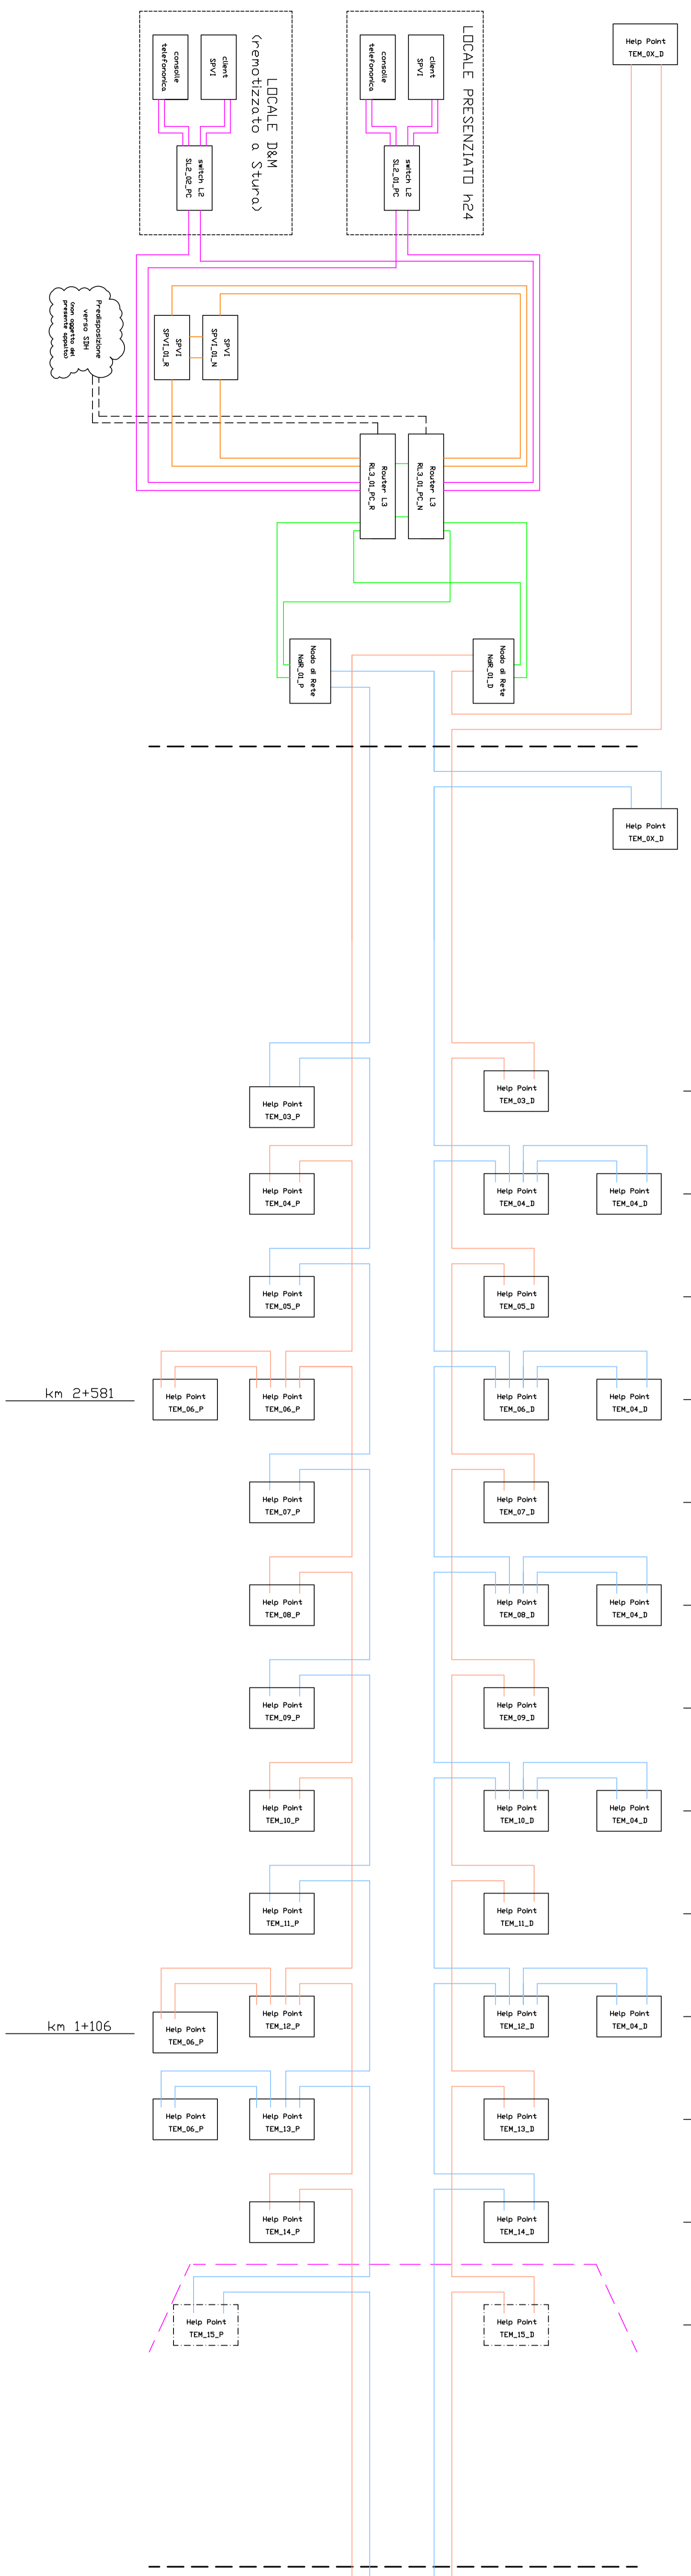 Help Point
TEM_0X_D
LOCALE D&M
(remotizzato a Stura)
client
SPVI
consolle
telefononica
switch L2
SL2_02_PC
LOCALE PRESENZIATO h24
client
SPVI
consolle
telefononica
switch L2
SL2_01_PC
Predisposizione
verso SDH
(non oggetto del
presente appalto)
SPVI
SPVI_01_N
SPVI
SPVI_01_R
Router L3
RL3_01_PC_N
Router L3
RL3_01_PC_R
Nodo di Rete
NdR_01_P
Nodo di Rete
NdR_01_D
Help Point
TEM_0X_D
Help Point
TEM_03_P
Help Point
TEM_03_D
Help Point
TEM_04_P
Help Point
TEM_04_D
Help Point
TEM_04_D
Help Point
TEM_05_P
Help Point
TEM_05_D
km 2+581
Help Point
TEM_06_P
Help Point
TEM_06_P
Help Point
TEM_06_D
Help Point
TEM_04_D
Help Point
TEM_07_P
Help Point
TEM_07_D
Help Point
TEM_08_P
Help Point
TEM_08_D
Help Point
TEM_04_D
Help Point
TEM_09_P
Help Point
TEM_09_D
Help Point
TEM_10_P
Help Point
TEM_10_D
Help Point
TEM_04_D
Help Point
TEM_11_P
Help Point
TEM_11_D
km 1+106
Help Point
TEM_06_P
Help Point
TEM_12_P
Help Point
TEM_12_D
Help Point
TEM_04_D
Help Point
TEM_06_P
Help Point
TEM_13_P
Help Point
TEM_13_D
Help Point
TEM_14_P
Help Point
TEM_14_D
Help Point
TEM_15_P
Help Point
TEM_15_D